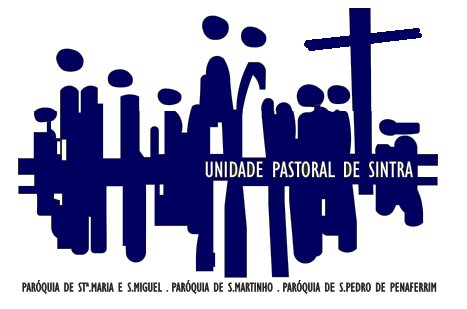 UNIDADE PASTORAL DE SINTRA
PARÓQUIA DE STª.MARIA E S.MIGUEL . PARÓQUIA DE S.MARTINHO . PARÓQUIA DE S.PEDRO DE PENAFERRIM